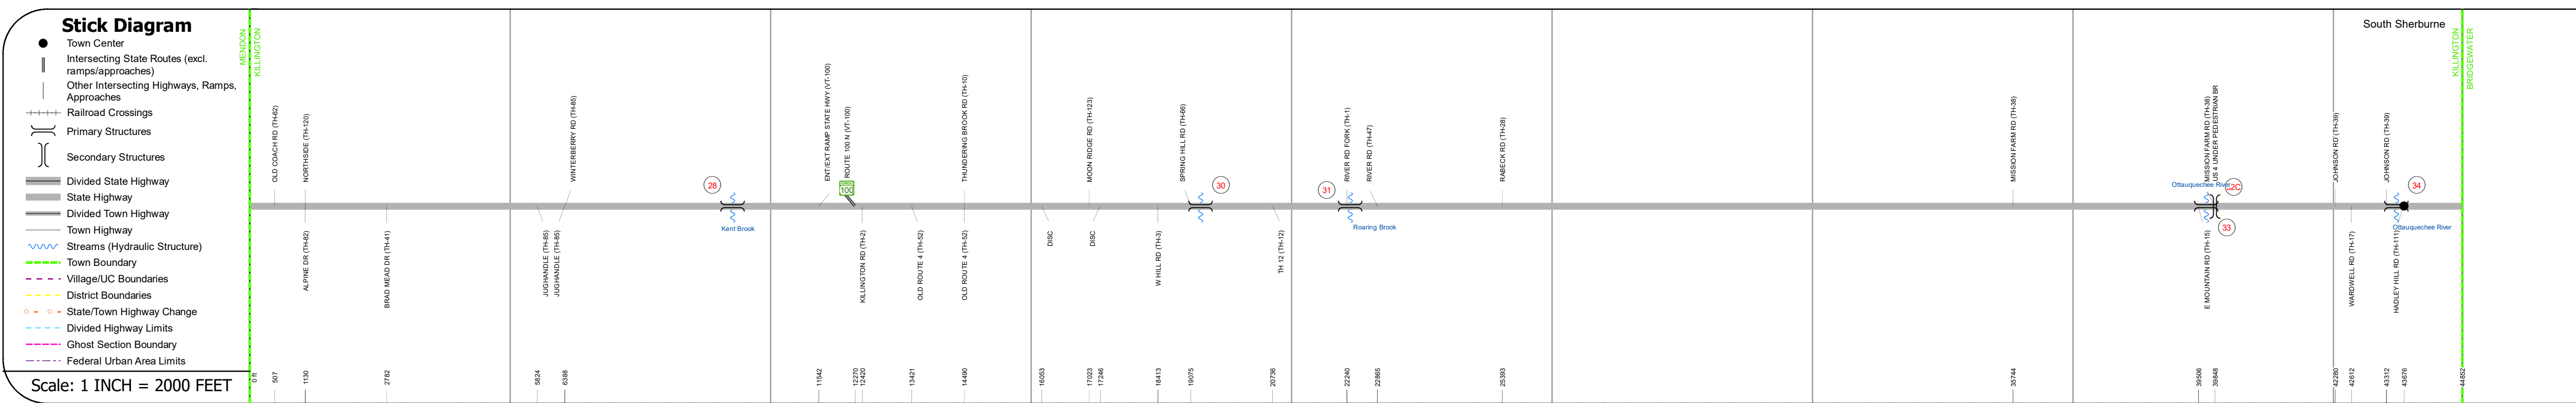 Stick Diagram
Town Center
Intersecting State Routes (excl.
ramps/approaches)
Other Intersecting Highways, Ramps,
Approaches
Railroad Crossings
Primary Structures
Secondary Structures
Divided State Highway
State Highway
Divided Town Highway
Town Highway
Streams (Hydraulic Structure)
Town Boundary
Village/UC Boundaries
District Boundaries
State/Town Highway Change
Divided Highway Limits
Ghost Section Boundary
Federal Urban Area Limits
Scale: 1 INCH = 2000 FEET
MENDON
KILLINGTON
South Sherburne
KILLINGTON
BRIDGEWATER
OLD COACH RD (TH-62)
NORTHSIDE (TH-120)
WINTERBERRY RD (TH-85)
ENT/EXT RAMP STATE HWY (VT-100)
ROUTE 100 N (VT-100)
THUNDERING BROOK RD (TH-10)
MOON RIDGE RD (TH-123)
SPRING HILL RD (TH-66)
RIVER RD FORK (TH-1)
RIVER RD (TH-47)
RABECK RD (TH-28)
MISSION FARM RD (TH-38)
MISSION FARM RD (TH-38)
US 4 UNDER PEDESTRIAN BR
JOHNSON RD (TH-39)
JOHNSON RD (TH-39)
28
100
30
31
Ottauquechee River
32C
34
Kent Brook
Roaring Brook
33
Ottauquechee River
ALPINE DR (TH-82)
BRAD MEAD DR (TH-41)
JUGHANDLE (TH-85)
JUGHANDLE (TH-85)
KILLINGTON RD (TH-2)
OLD ROUTE 4 (TH-52)
OLD ROUTE 4 (TH-52)
DISC
DISC
W HILL RD (TH-3)
TH 12 (TH-12)
E MOUNTAIN RD (TH-15)
WARDWELL RD (TH-17)
HADLEY HILL RD (TH-111)
0 ft
507
1130
2782
5824
6388
11542
12270
12420
13421
14490
16053
17023
17246
18413
19075
20736
22240
22865
25393
35744
39506
39848
42280
42612
43312
43676
44852